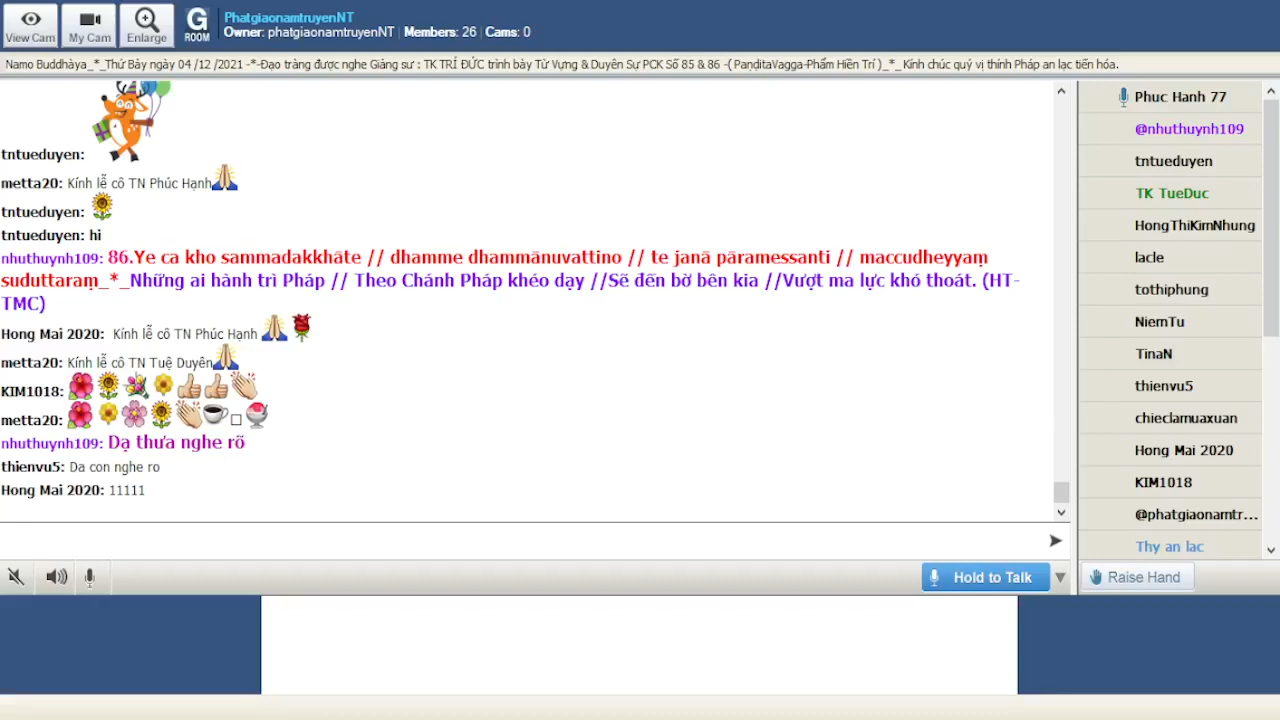 View Cam
My Cam
Enlarge
G
ROOM
PhatgiaonamtruyenNT
Owner: phatgiaonamtruyenNT | Members: 26 | Cams: 0
Namo Buddhàya_*_Thứ Bảy ngày 04 /12 /2021 -*-Đạo tràng được nghe Giảng sư : TK TRÍ ĐỨC trình bày Từ Vựng & Duyên Sự PCK Số 85 & 86 -( PaṇḍitaVagga-Phẩm Hiền Trí )_*_ Kính chúc quý vị thính Pháp an lạc tiến hóa.
tntueduyen:
metta20: Kính lễ cô TN Phúc Hạnh
tntueduyen:
tntueduyen: hi
nhuthuynh109: 86.Ye ca kho sammadakkhāte // dhamme dhammānuvattino // te janā pāramessanti // maccudheyyaṃ
suduttaraṃ_*_Những ai hành trì Pháp // Theo Chánh Pháp khéo dạy //Sẽ đến bờ bên kia //Vượt ma lực khó thoát. (HT-
TMC)
Hong Mai 2020: Kính lễ cô TN Phúc Hạnh
metta20: Kính lễ cô TN Tuệ Duyên
KIM1018:
metta20:
nhuthuynh109: Dạ thưa nghe rõ
thienvu5: Da con nghe ro
Hong Mai 2020: 11111
Hold to Talk
Phuc Hanh 77
@nhuthuynh109
tntueduyen
TK TueDuc
HongThiKimNhung
lacle
tothiphung
NiemTu
TinaN
thienvu5
chieclamuaxuan
Hong Mai 2020
KIM1018
@phatgiaonamtr...
Thy an lac
Raise Hand